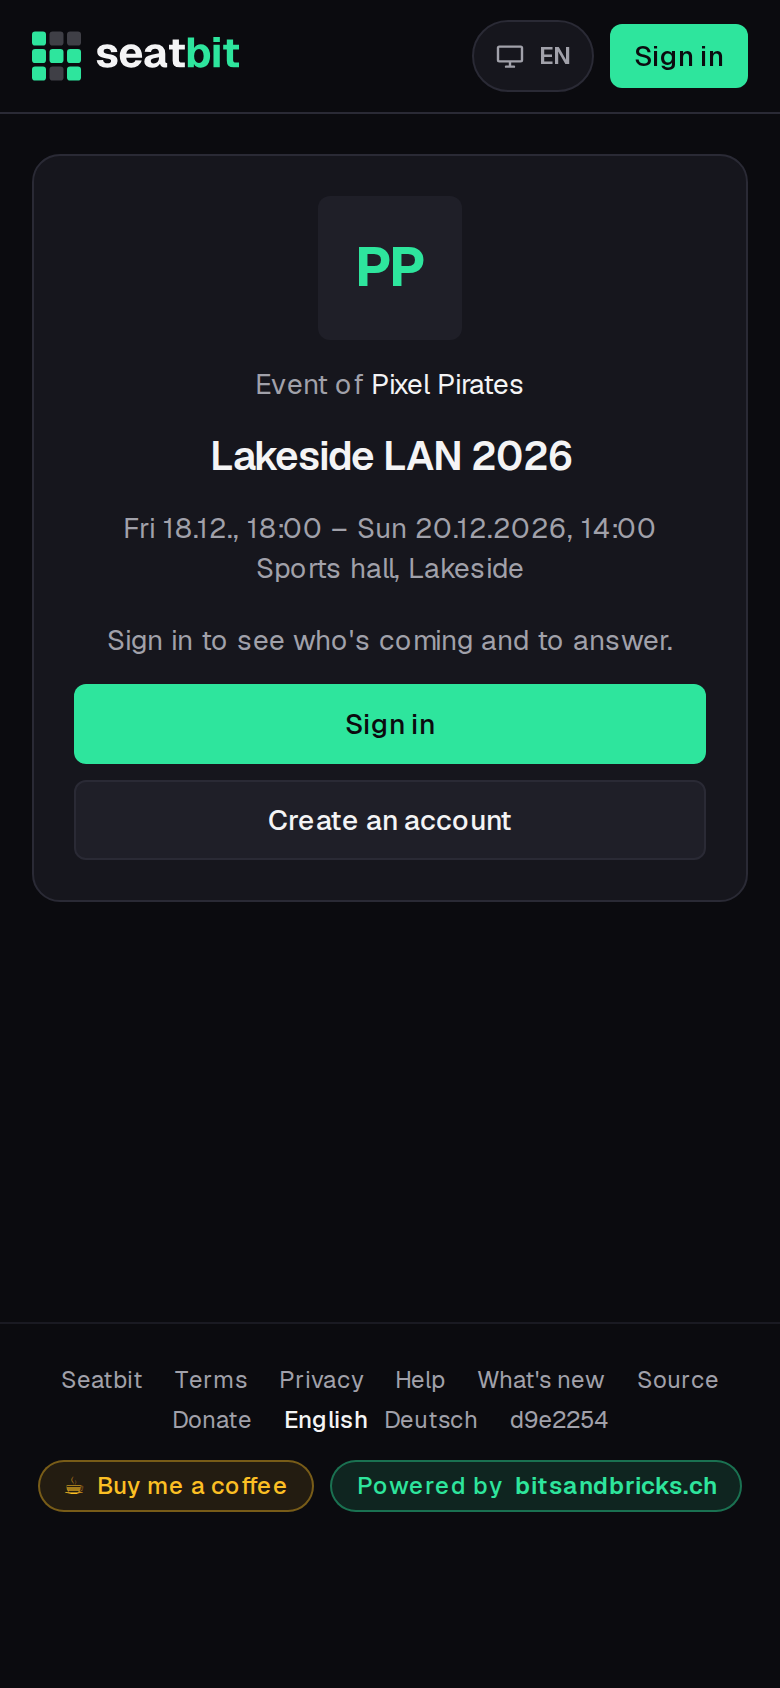 seatbit
EN
Sign in
PP
Event of Pixel Pirates
Lakeside LAN 2026
Fri 18.12., 18:00 – Sun 20.12.2026, 14:00
Sports hall, Lakeside
Sign in to see who's coming and to answer.
Sign in
Create an account
Seatbit Terms Privacy Help What's new Source
Donate English Deutsch d9e2254
Buy me a coffee
Powered by bitsandbricks.ch